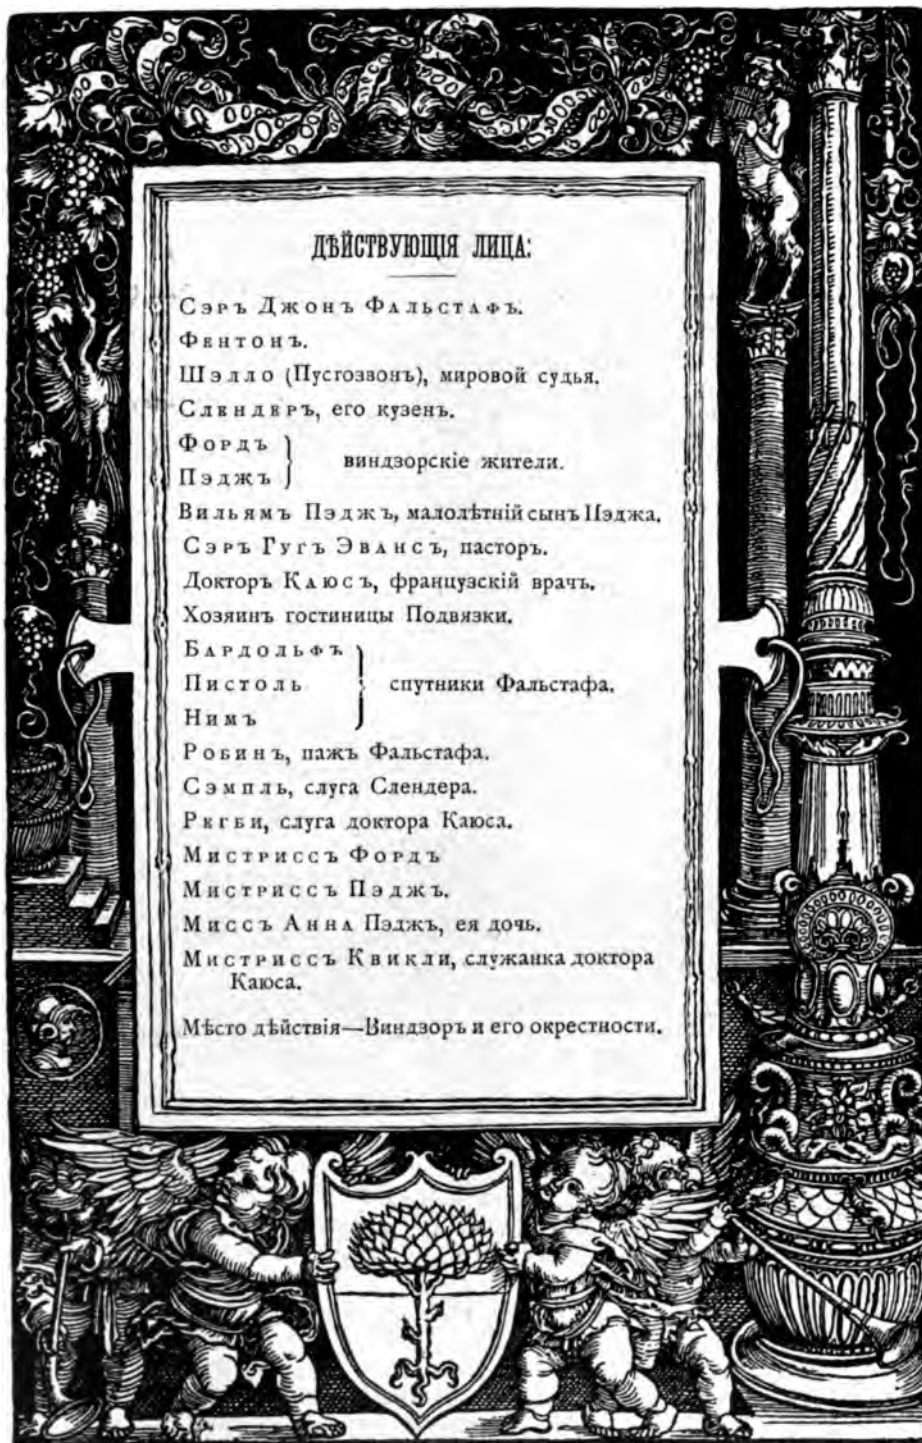 ДѢЙСТВУЮЩІЯ ЛИЦА:
Сэръ Джонъ Фальстафъ.
Фентонъ.
Шэлло (Пустозвонъ), мировой судья.
Слендеръ, его кузенъ.
Фордъ
Пэджъ
виндзорскіе жители.
Вильямъ Пэджъ, малолѣтній сынъ Пэджа.
Сэръ Гугъ Эвансъ, пасторъ.
Докторъ Каюсъ, французскій врачъ.
Хозяинъ гостиницы Подвязки.
Бардольфъ
Пистоль
Нимъ
спутники Фальстафа.
Робинъ, пажъ Фальстафа.
Сэмпль, слуга Слендера.
Регби, слуга доктора Каюса.
Мистриссъ Фордъ
Мистриссъ Пэджъ.
Миссъ Анна Пэджъ, ея дочь.
Мистриссъ Квикли, служанка доктора
Каюса.
Мѣсто дѣйствія—Виндзоръ и его окрестности.